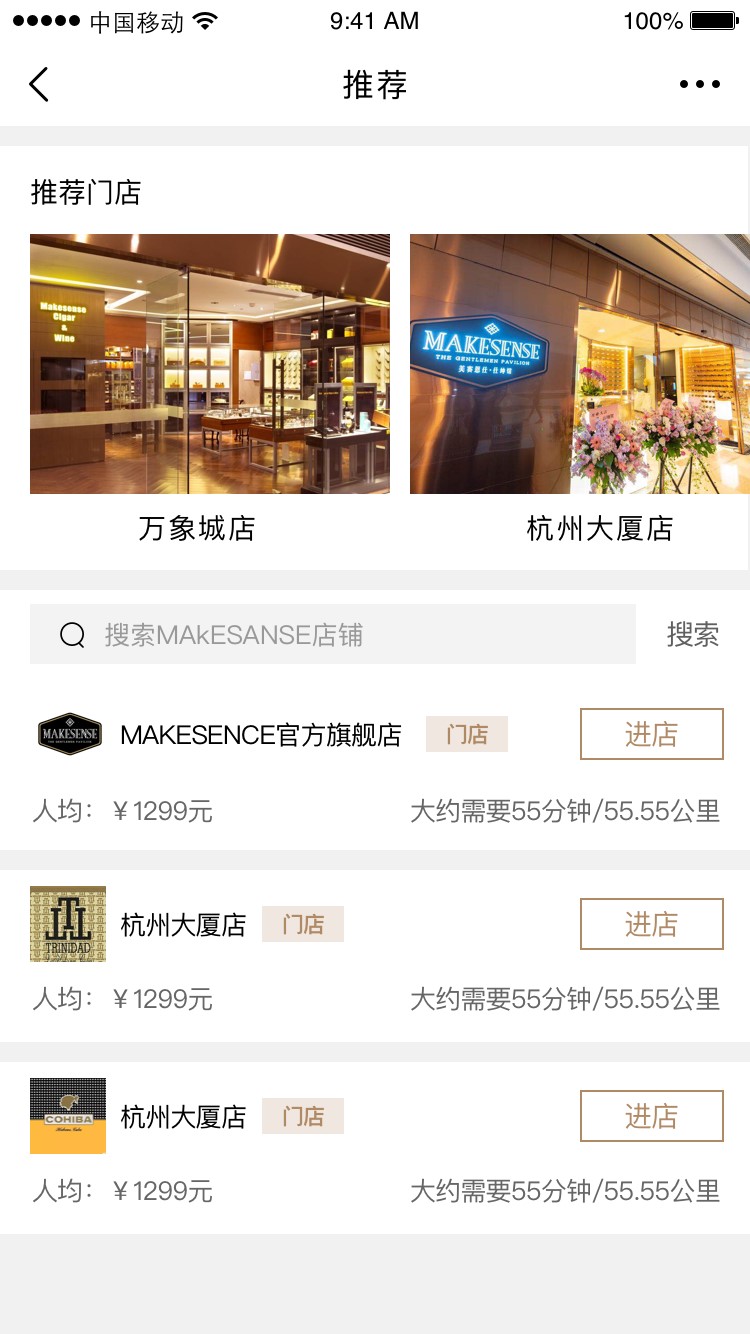 中国移动
9:41 AM
100%
推荐
推荐门店
Makesense
Cigar
&
Wine
MAKESENSE
THE GENTLEMEN PAVILION
万象城店
杭州大厦店
搜索MAkESANSE店铺
搜索
MAKESENSE
THE GENTLEMEN PAVILION
MAKESENCE官方旗舰店
门店
进店
人均：￥1299元
大约需要55分钟/55.55公里
TRINIDAD
杭州大厦店
门店
进店
人均：￥1299元
大约需要55分钟/55.55公里
COHIBA
杭州大厦店
门店
进店
人均：￥1299元
大约需要55分钟/55.55公里